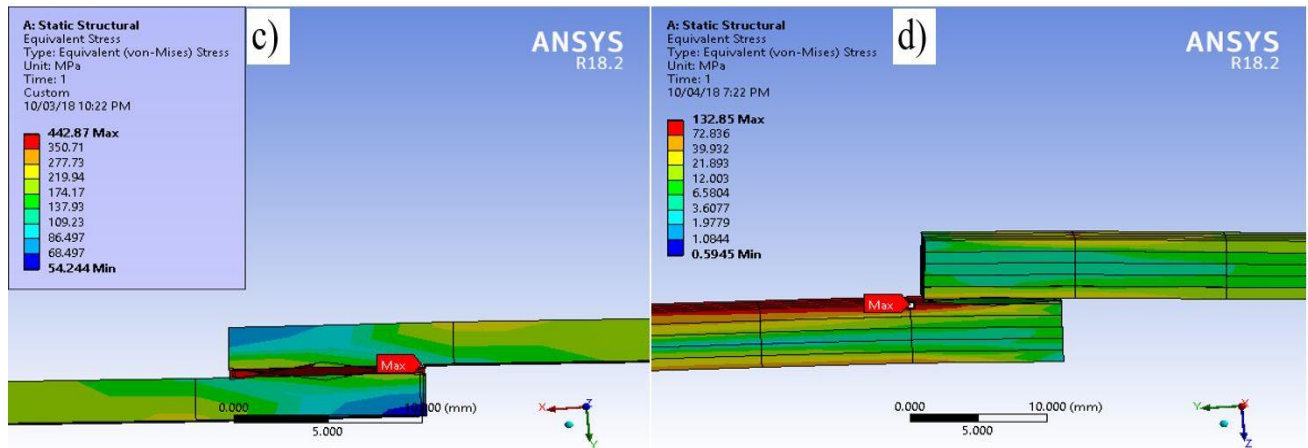 A: Static Structural
Equivalent Stress
Type: Equivalent (von-Mises) Stress
Unit: MPa
Time: 1
Custom
10/03/18 10:22 PM
c)
ANSYS
R18.2
442.87 Max
350.71
277.73
219.94
174.17
137.93
109.23
86.497
68.497
54.244 Min
Max
0.000
(mm)
5.000
X
Z
Y
A: Static Structural
Equivalent Stress
Type: Equivalent (von-Mises) Stress
Unit: MPa
Time: 1
10/04/18 7:22 PM
d)
ANSYS
R18.2
132.85 Max
72.836
39.932
21.893
12.003
6.5804
3.6077
1.9779
1.0844
0.5945 Min
Max
0.000
10.000 (mm)
5.000
Y
X
Z